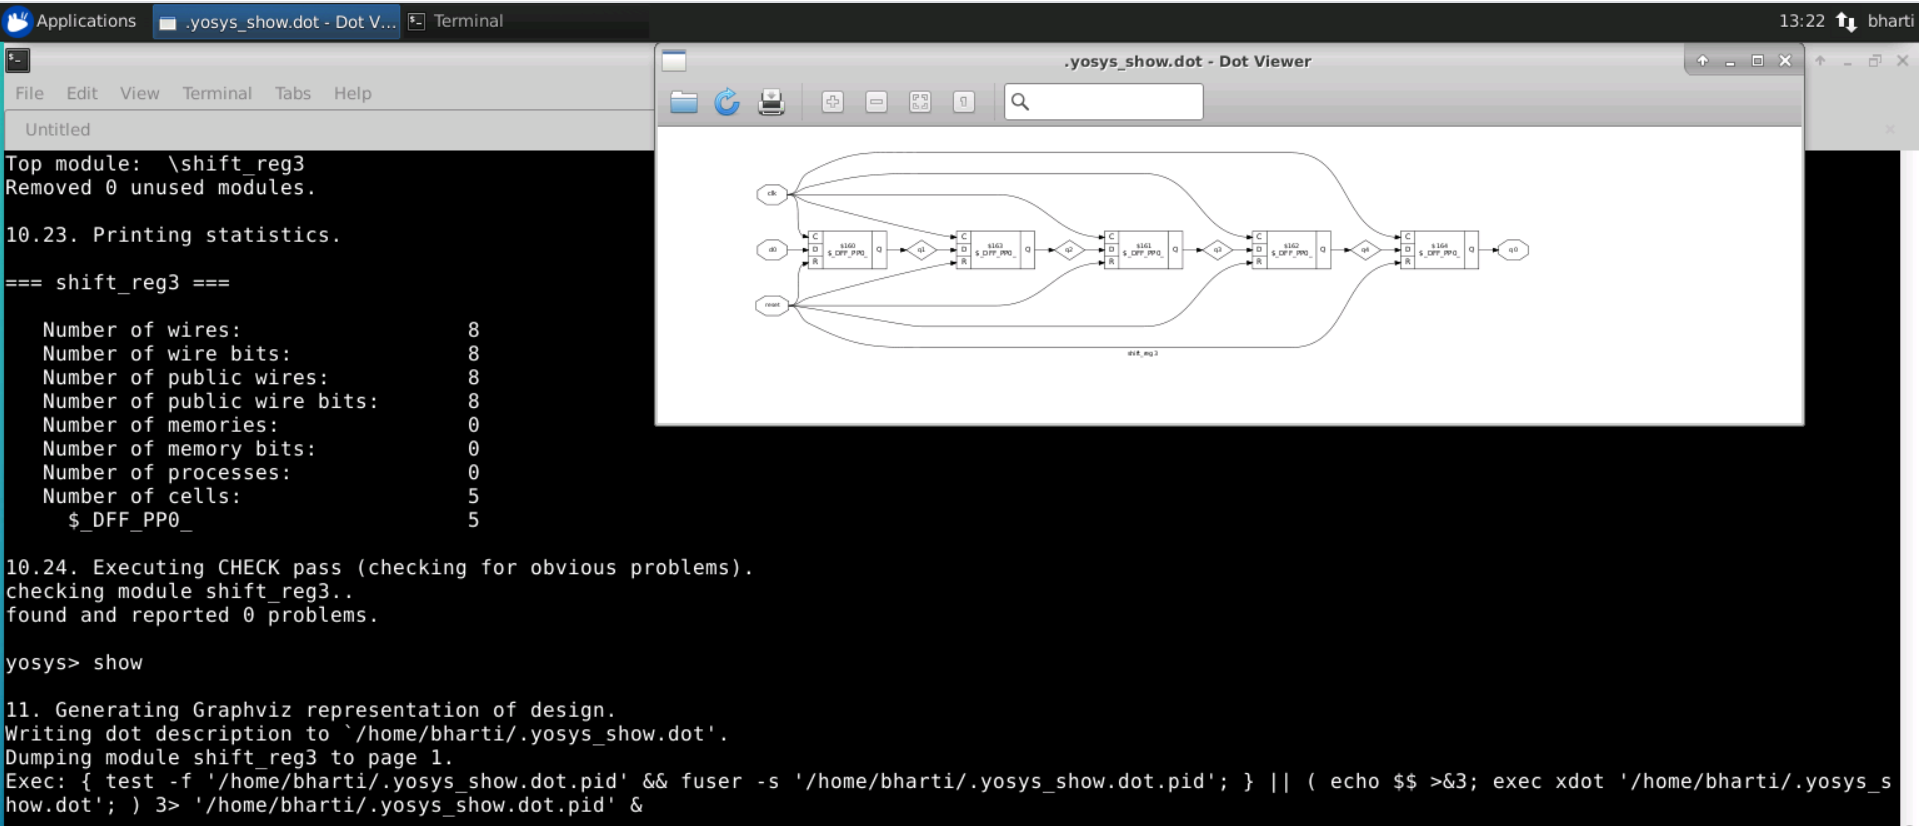 Applications
.yosys_show.dot - Dot V...
Terminal
13:22
bharti
.yosys_show.dot - Dot Viewer
File Edit View Terminal Tabs Help
Untitled
Top module:  \shift_reg3
Removed 0 unused modules.
10.23. Printing statistics.
=== shift_reg3 ===
Number of wires: 8
Number of wire bits: 8
Number of public wires: 8
Number of public wire bits: 8
Number of memories: 0
Number of memory bits: 0
Number of processes: 0
Number of cells: 5
$_DFF_PP0_ 5
10.24. Executing CHECK pass (checking for obvious problems).
checking module shift_reg3..
found and reported 0 problems.
yosys> show
11. Generating Graphviz representation of design.
Writing dot description to `/home/bharti/.yosys_show.dot'.
Dumping module shift_reg3 to page 1.
Exec: { test -f '/home/bharti/.yosys_show.dot.pid' && fuser -s '/home/bharti/.yosys_show.dot.pid'; } || ( echo $$ >&3; exec xdot '/home/bharti/.yosys_s
how.dot'; ) 3> '/home/bharti/.yosys_show.dot.pid' &
clk
d0
reset
C
D
R
$160
$_DFF_PP0_
Q
q1
C
D
R
$163
$_DFF_PP0_
Q
q2
C
D
R
$161
$_DFF_PP0_
Q
q3
C
D
R
$162
$_DFF_PP0_
Q
q4
C
D
R
$164
$_DFF_PP0_
Q
shift_reg3